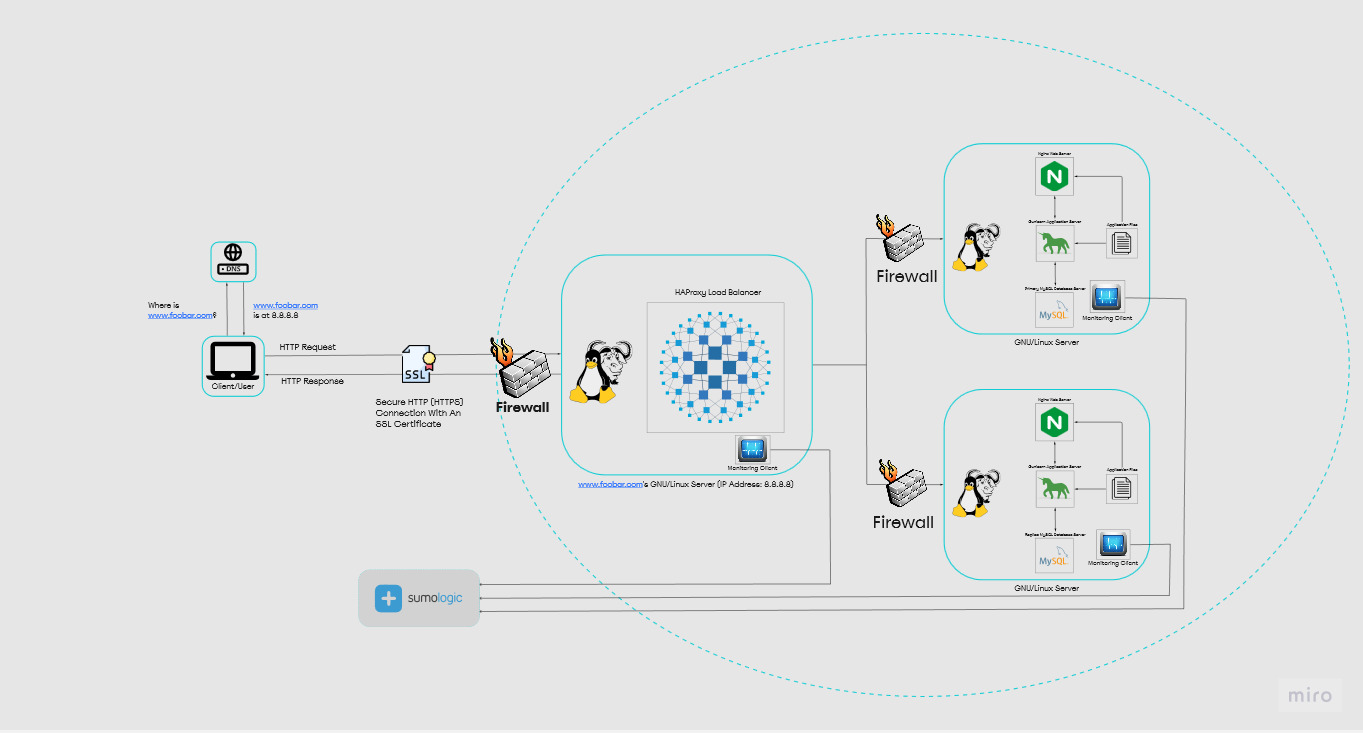 DNS
Where is
www.foobar.com?
www.foobar.com
is at 8.8.8.8
Client/User
HTTP Request
HTTP Response
SSL
Secure HTTP (HTTPS)
Connection With An
SSL Certificate
Firewall
HAProxy Load Balancer
Monitoring Client
www.foobar.com's GNU/Linux Server (IP Address: 8.8.8.8)
Firewall
Nginx Web Server
N
Gunicorn Application Server
Application Files
Primary MySQL Database Server
MySQL
Monitoring Client
GNU/Linux Server
Firewall
Nginx Web Server
N
Gunicorn Application Server
Application Files
MySQL Database Server
MySQL
Monitoring Client
GNU/Linux Server
sumologic
miro